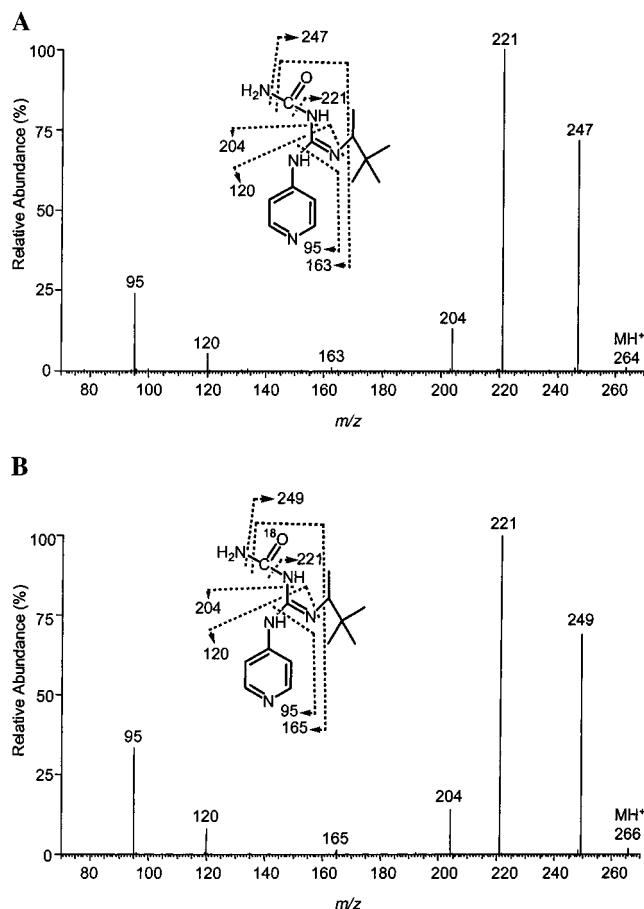 A
Relative Abundance (%)
100
75
50
25
0
247
O
H₂N
C
221
NH
204
N
NH
120
N
95
163
221
247
95
120
163
204
MH⁺
264
80 100 120 140 160 180 200 220 240 260
m/z
B
Relative Abundance (%)
100
75
50
25
0
249
¹⁸O
H₂N
C
221
NH
204
N
NH
120
N
95
165
221
249
95
120
165
204
MH⁺
266
80 100 120 140 160 180 200 220 240 260
m/z